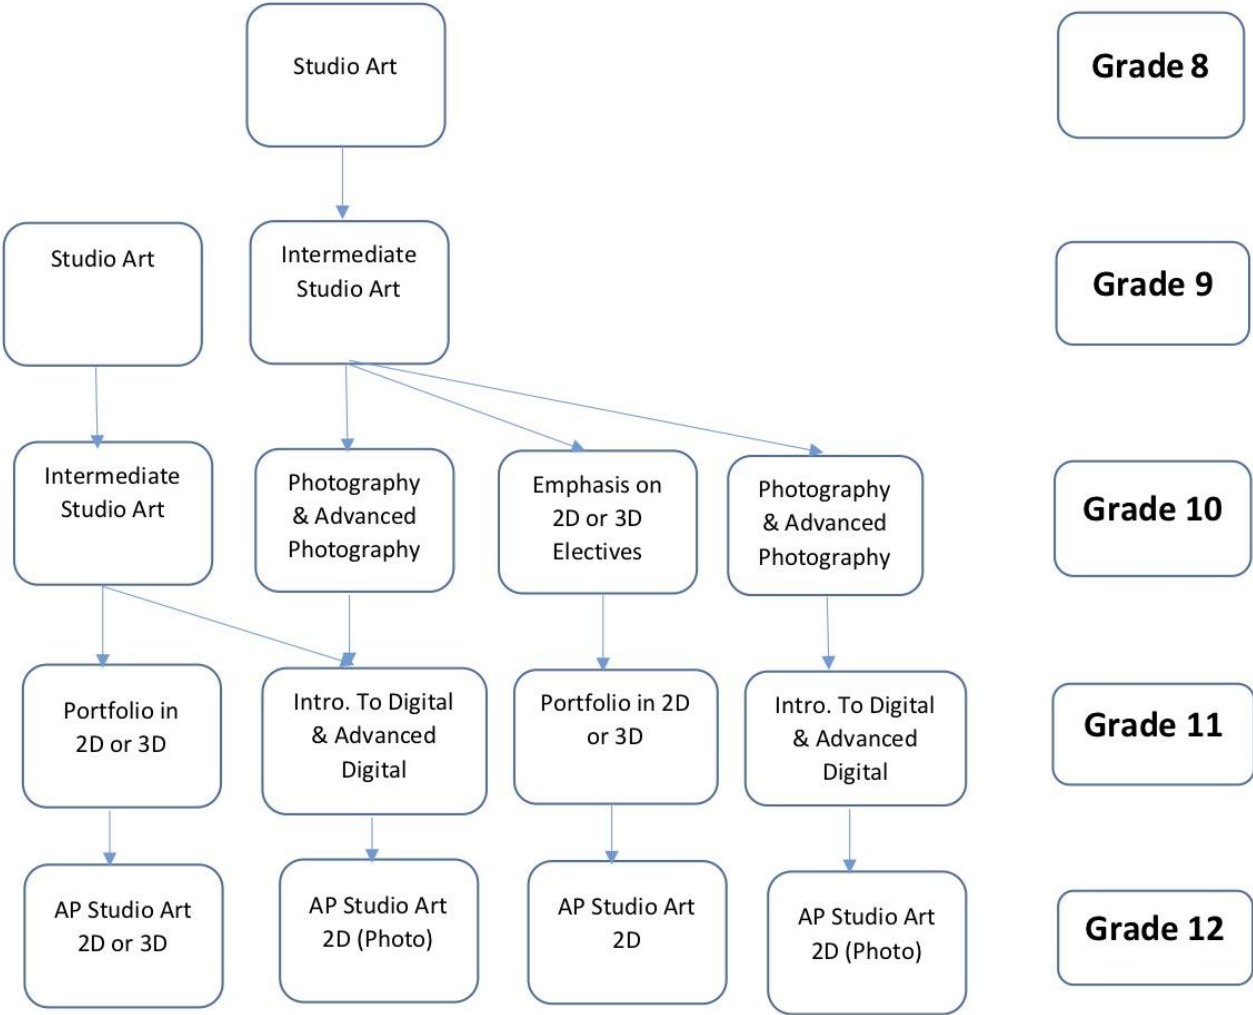 Studio Art
Grade 8
Studio Art
Intermediate
Studio Art
Grade 9
Intermediate
Studio Art
Photography
& Advanced
Photography
Emphasis on
2D or 3D
Electives
Photography
& Advanced
Photography
Grade 10
Portfolio in
2D or 3D
Intro. To Digital
& Advanced
Digital
Portfolio in 2D
or 3D
Intro. To Digital
& Advanced
Digital
Grade 11
AP Studio Art
2D or 3D
AP Studio Art
2D (Photo)
AP Studio Art
2D
AP Studio Art
2D (Photo)
Grade 12